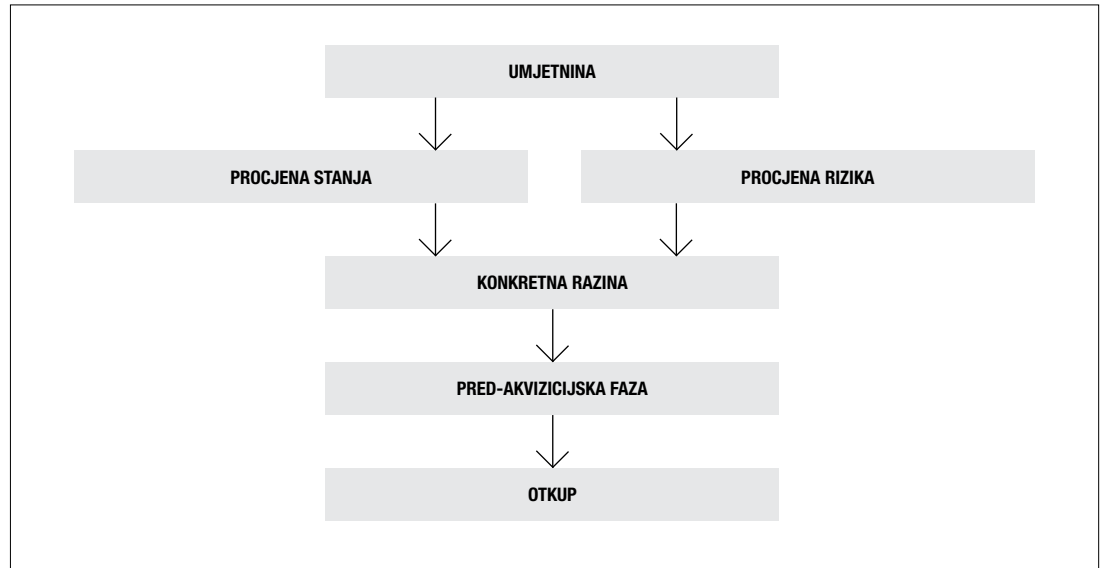 UMJETNINA
PROCJENA STANJA
PROCJENA RIZIKA
KONKRETNA RAZINA
PRED-AKVIZICIJSKA FAZA
OTKUP